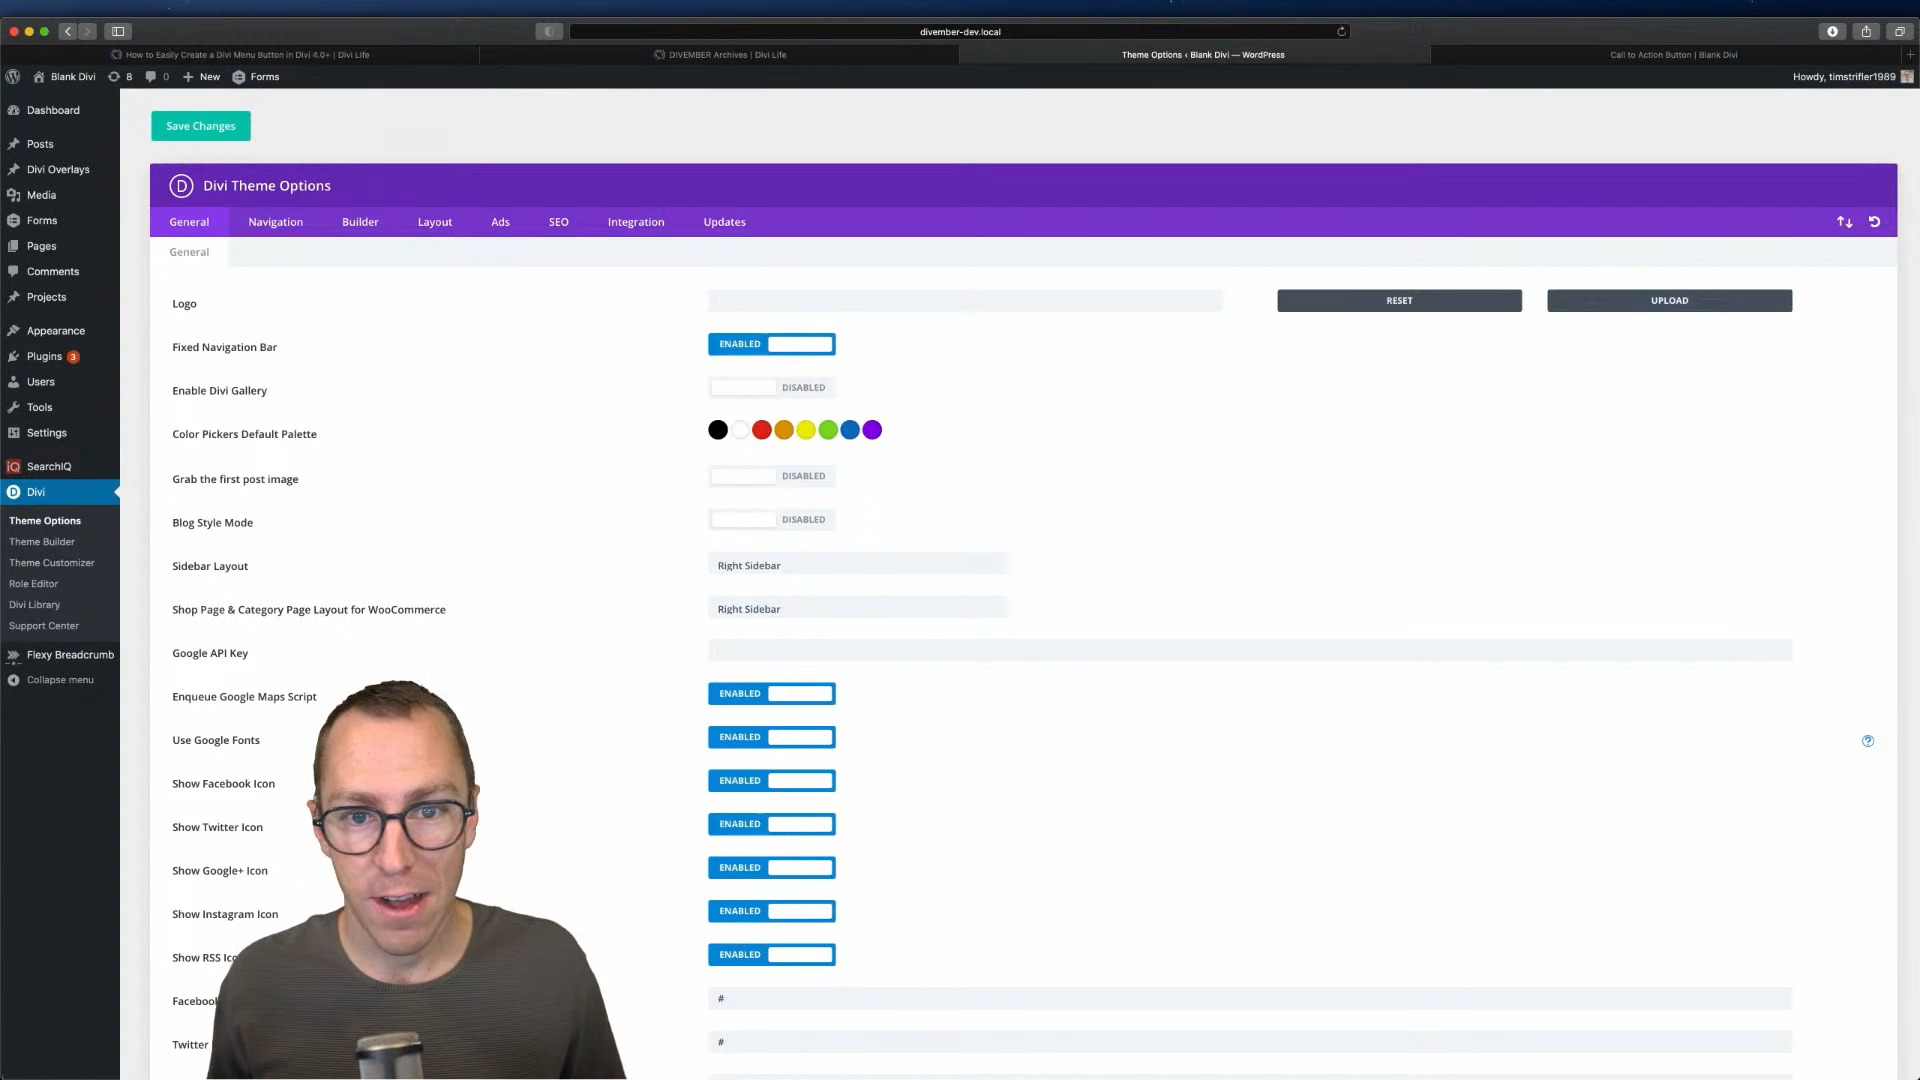 divember-dev.local
How to Easily Create a Divi Menu Button in Divi 4.0+ | Divi Life
DIVEMBER Archives | Divi Life
Theme Options ‹ Blank Divi — WordPress
Call to Action Button | Blank Divi
Blank Divi
8
0
New
Forms
Howdy, timstrifler1989
Dashboard
Posts
Divi Overlays
Media
Forms
Pages
Comments
Projects
Appearance
Plugins 3
Users
Tools
Settings
iQ SearchIQ
D Divi
Theme Options
Theme Builder
Theme Customizer
Role Editor
Divi Library
Support Center
Flexy Breadcrumb
Collapse menu
Save Changes
D Divi Theme Options
General
Navigation
Builder
Layout
Ads
SEO
Integration
Updates
General
Logo
RESET
UPLOAD
Fixed Navigation Bar
ENABLED
Enable Divi Gallery
DISABLED
Color Pickers Default Palette
Grab the first post image
DISABLED
Blog Style Mode
DISABLED
Sidebar Layout
Right Sidebar
Shop Page & Category Page Layout for WooCommerce
Right Sidebar
Google API Key
Enqueue Google Maps Script
ENABLED
Use Google Fonts
ENABLED
?
Show Facebook Icon
ENABLED
Show Twitter Icon
ENABLED
Show Google+ Icon
ENABLED
Show Instagram Icon
ENABLED
Show RSS Ico
ENABLED
Facebook
#
Twitter
#